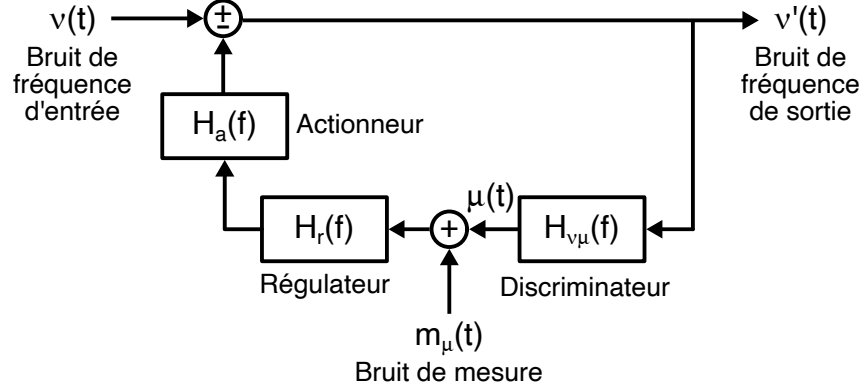 ν(t)
±
ν'(t)
Bruit de
fréquence
d'entrée
Bruit de
fréquence
de sortie
Hₐ(f)
Actionneur
μ(t)
Hᵣ(f)
+
Hνμ(f)
Régulateur
Discriminateur
mμ(t)
Bruit de mesure